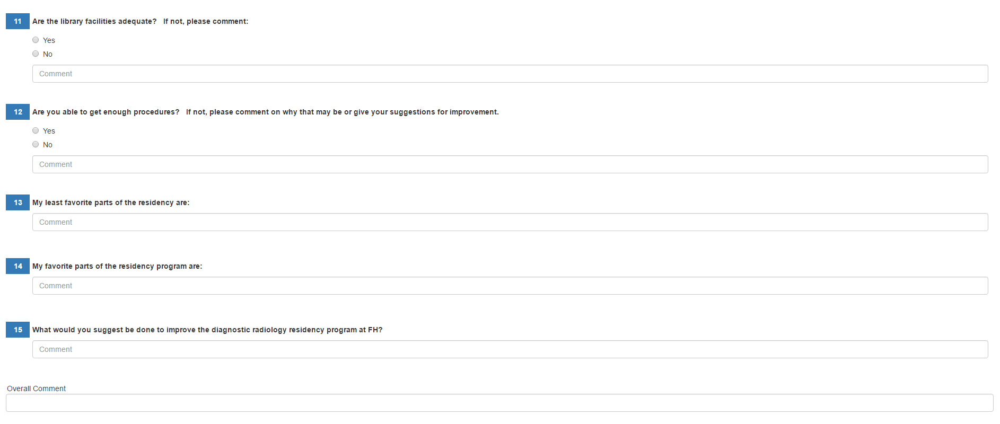 11 Are the library facilities adequate?   If not, please comment:
Yes
No
Comment
12 Are you able to get enough procedures?   If not, please comment on why that may be or give your suggestions for improvement.
Yes
No
Comment
13 My least favorite parts of the residency are:
Comment
14 My favorite parts of the residency program are:
Comment
15 What would you suggest be done to improve the diagnostic radiology residency program at FH?
Comment
Overall Comment